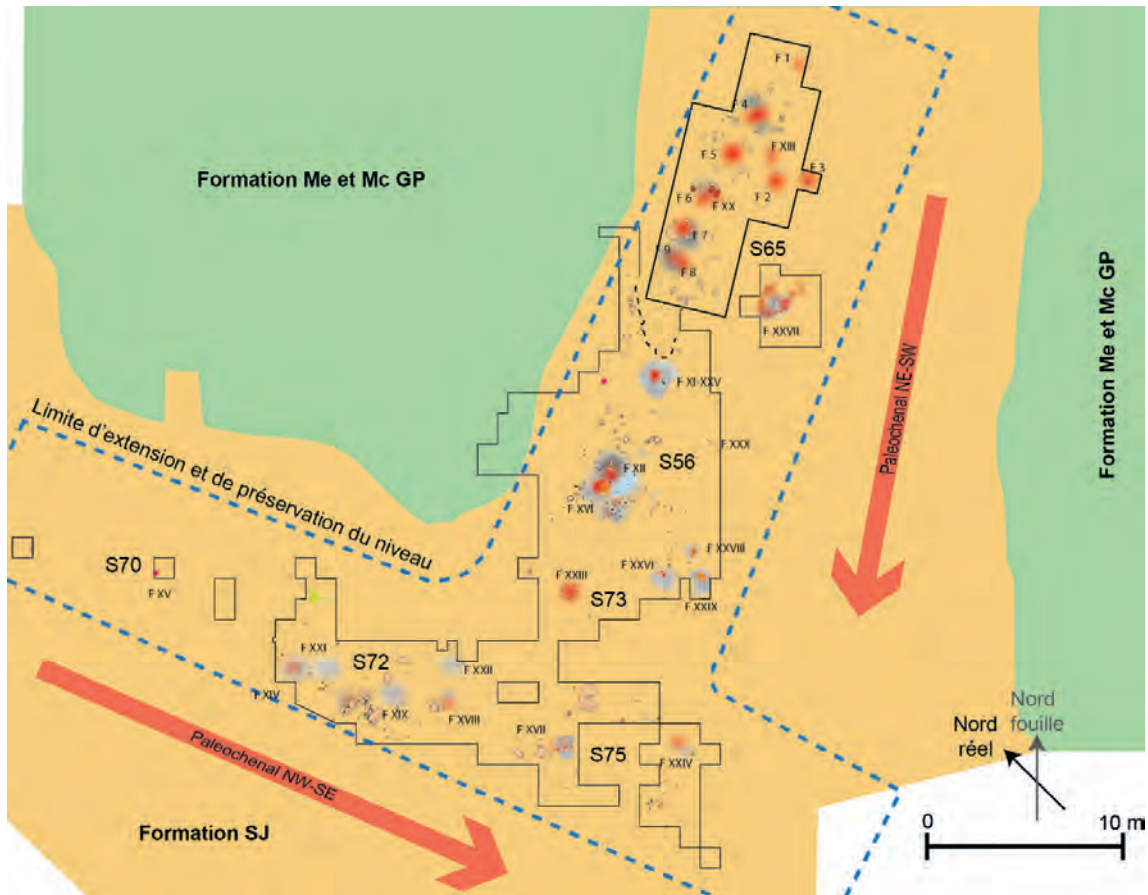 F 1
F 4
Formation Me et Mc GP
F 5
F XIII
F 3
F 2
F 6
F XX
F 7
F 9
F 8
S65
F XXVII
Paleochenal NE-SW
Formation Me et Mc GP
F XI-XXV
F XXX
S56
F XII
F XVI
Limite d'extension et de préservation du niveau
F XXVIII
F XXVI
F XXIII
F XXIX
S73
S70
F XV
F XXI
S72
F XXII
F XIV
F XIX
F XVIII
F XVII
S75
F XXIV
Paleochenal NW-SE
Formation SJ
Nord
fouille
Nord
réel
0
10 m